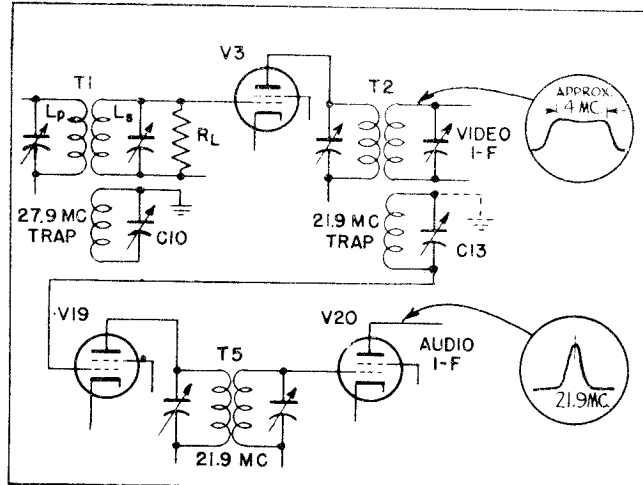 V3
T1
T2
APPROX.
4 MC.
Lp
Ls
RL
VIDEO
I-F
27.9 MC
TRAP
C10
21.9 MC
TRAP
C13
V19
V20
T5
AUDIO
I-F
21.9 MC
21.9MC.